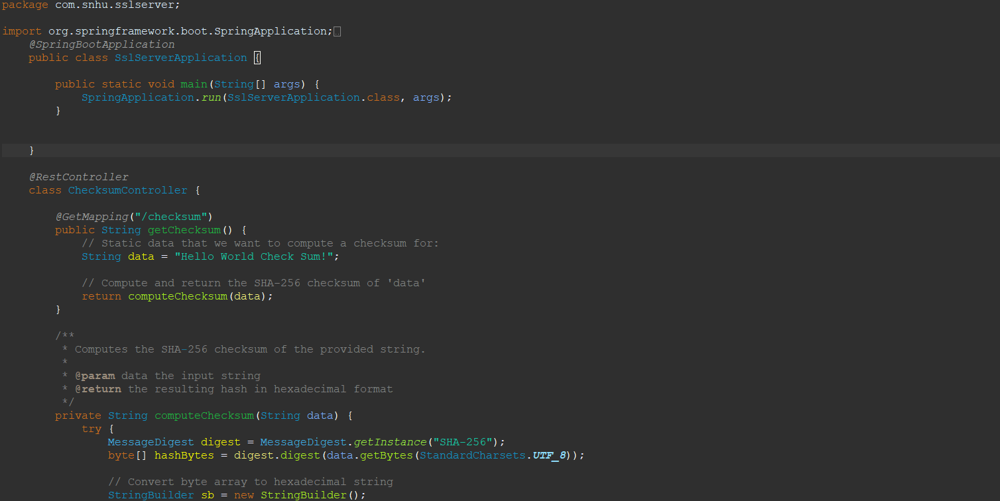 package com.snhu.sslserver;
import org.springframework.boot.SpringApplication;
@SpringBootApplication
public class SslServerApplication {
public static void main(String[] args) {
SpringApplication.run(SslServerApplication.class, args);
}
}
@RestController
class ChecksumController {
@GetMapping("/checksum")
public String getChecksum() {
// Static data that we want to compute a checksum for:
String data = "Hello World Check Sum!";
// Compute and return the SHA-256 checksum of 'data'
return computeChecksum(data);
}
/**
* Computes the SHA-256 checksum of the provided string.
*
* @param data the input string
* @return the resulting hash in hexadecimal format
*/
private String computeChecksum(String data) {
try {
MessageDigest digest = MessageDigest.getInstance("SHA-256");
byte[] hashBytes = digest.digest(data.getBytes(StandardCharsets.UTF_8));
// Convert byte array to hexadecimal string
StringBuilder sb = new StringBuilder();